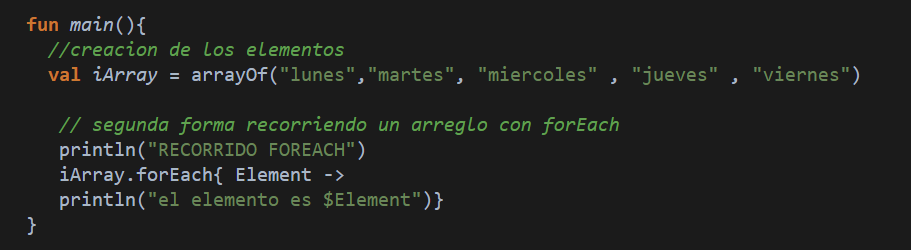 fun main(){
//creacion de los elementos
val iArray = arrayOf("lunes","martes", "miercoles" , "jueves" , "viernes")
// segunda forma recorriendo un arreglo con forEach
println("RECORRIDO FOREACH")
iArray.forEach{ Element ->
println("el elemento es $Element")}
}